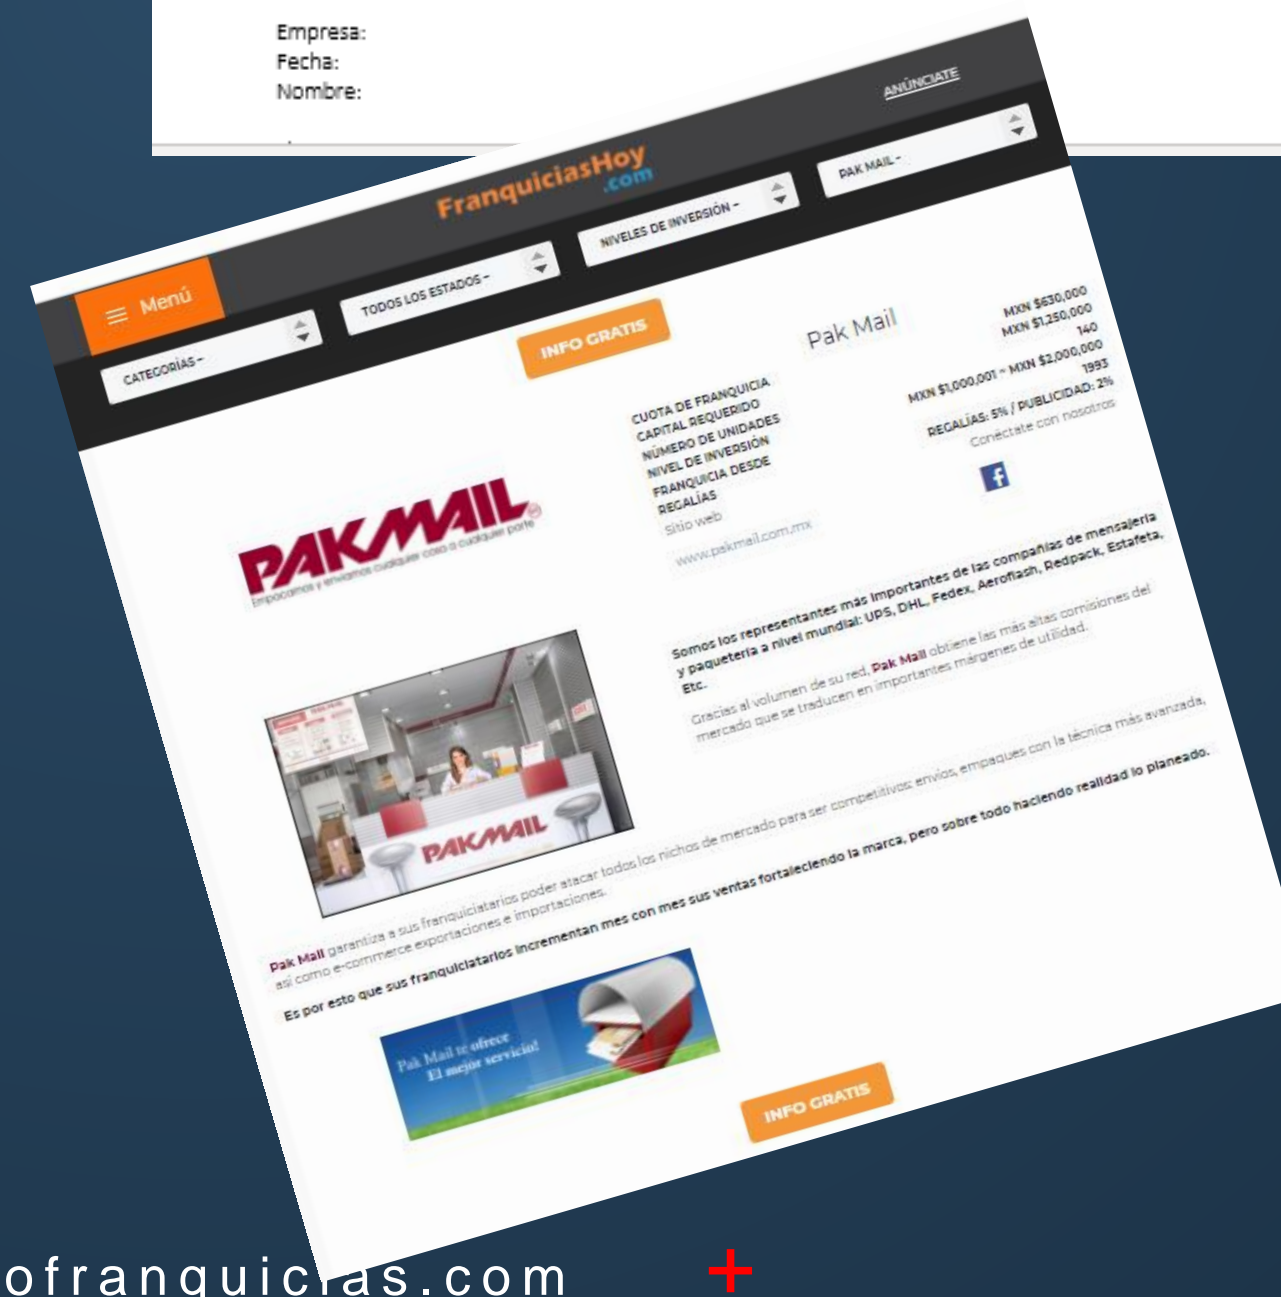 Empresa:
Fecha:
Nombre:
ANÚNCIATE
FranquiciasHoy
.com
Menú
CATEGORÍAS –
TODOS LOS ESTADOS –
NIVELES DE INVERSIÓN –
PAK MAIL –
INFO GRATIS
Pak Mail
CUOTA DE FRANQUICIA
MXN $630,000
CAPITAL REQUERIDO
MXN $1,250,000
NÚMERO DE UNIDADES
140
NIVEL DE INVERSIÓN
MXN $1,000,001 – MXN $2,000,000
FRANQUICIA DESDE
1993
REGALÍAS
REGALÍAS: 5% / PUBLICIDAD: 2%
Sitio web
Conéctate con nosotros
www.pakmail.com.mx
PAKMAIL
Empacamos y enviamos cualquier cosa a cualquier parte
Somos los representantes más importantes de las compañías de mensajería
y paquetería a nivel mundial: UPS, DHL, Fedex, Aeroflash, Redpack, Estafeta,
Etc.
Gracias al volumen de su red, Pak Mail obtiene las más altas comisiones del
mercado que se traducen en importantes márgenes de utilidad.
PAKMAIL
Pak Mail garantiza a sus franquiciatarios poder atacar todos los nichos de mercado para ser competitivos: envíos, empaques con la técnica más avanzada,
así como e-commerce exportaciones e importaciones.
Es por esto que sus franquiciatarios incrementan mes con mes sus ventas fortaleciendo la marca, pero sobre todo haciendo realidad lo planeado.
Pak Mail te ofrece
El mejor servicio!
INFO GRATIS
ofranquicias.com
+